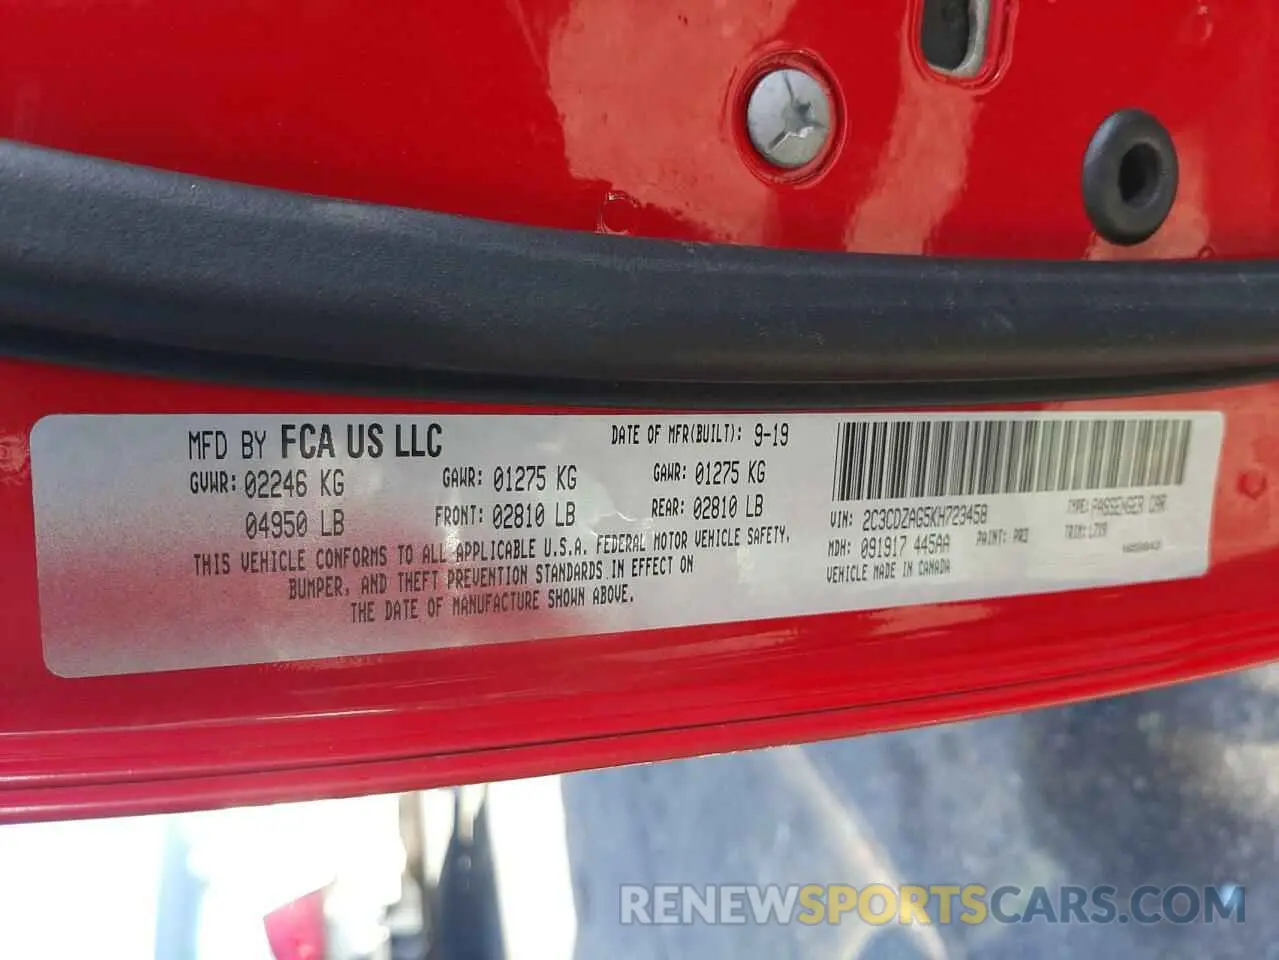 MFD BY FCA US LLC
DATE OF MFR(BUILT): 9-19
GVWR: 02246 KG
04950 LB
GAWR: 01275 KG
FRONT: 02810 LB
GAWR: 01275 KG
REAR: 02810 LB
THIS VEHICLE CONFORMS TO ALL APPLICABLE U.S.A. FEDERAL MOTOR VEHICLE SAFETY,
BUMPER, AND THEFT PREVENTION STANDARDS IN EFFECT ON
THE DATE OF MANUFACTURE SHOWN ABOVE.
VIN: 2C3CDZAG5KH723458
TYPE: PASSENGER CAR
MDH: 091917 445AA
PAINT: PR3
TRIM:
VEHICLE MADE IN CANADA
RENEWSPORTSCARS.COM